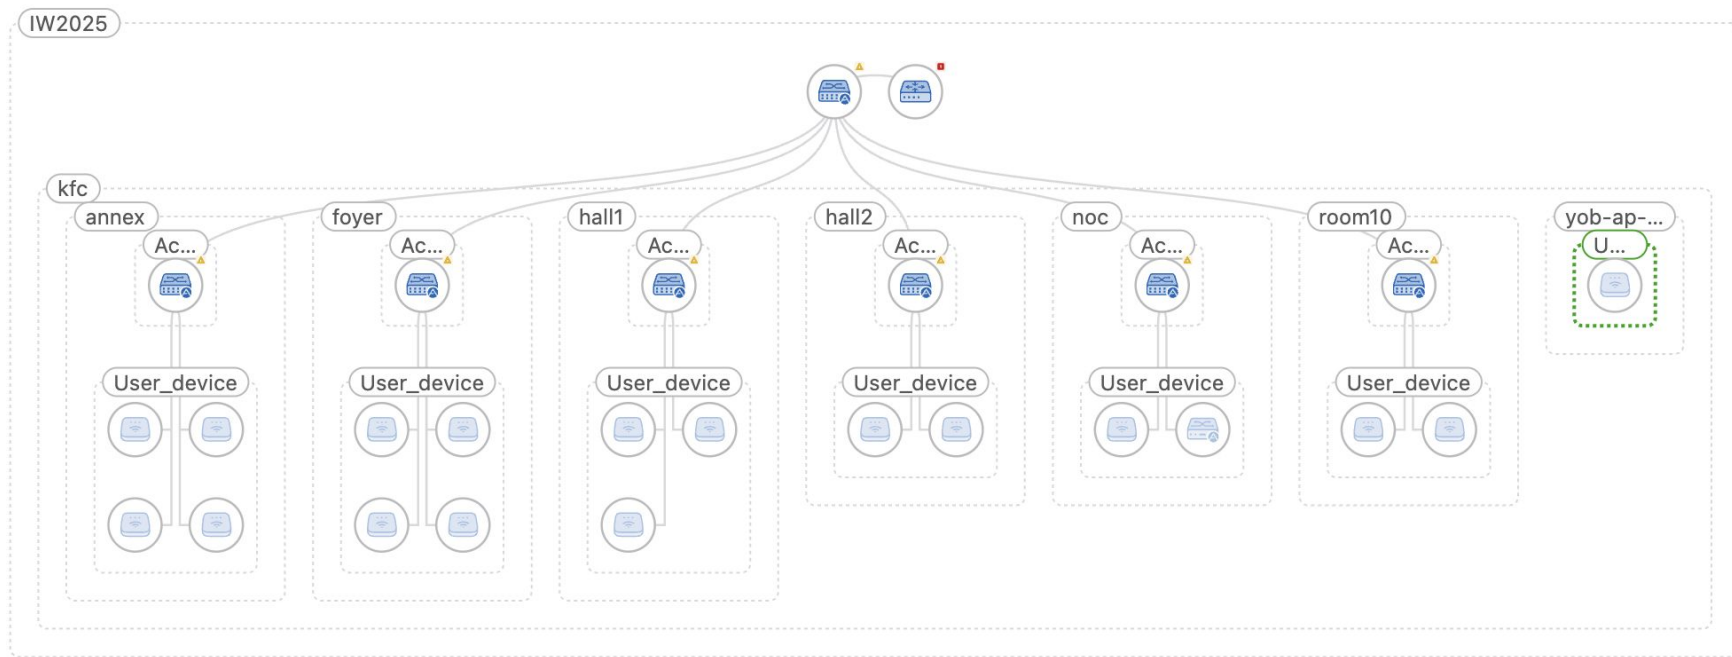 IW2025
kfc
annex
foyer
hall1
hall2
noc
room10
yob-ap-...
Ac...
Ac...
Ac...
Ac...
Ac...
Ac...
U...
User_device
User_device
User_device
User_device
User_device
User_device